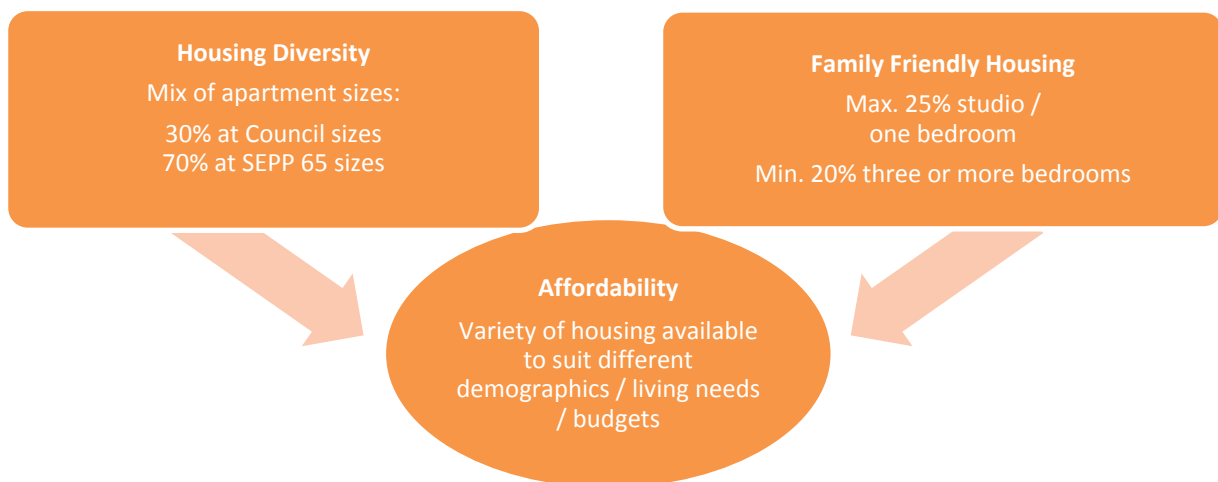 Housing Diversity
Mix of apartment sizes:
30% at Council sizes
70% at SEPP 65 sizes
Family Friendly Housing
Max. 25% studio /
one bedroom
Min. 20% three or more bedrooms
Affordability
Variety of housing available
to suit different
demographics / living needs
/ budgets